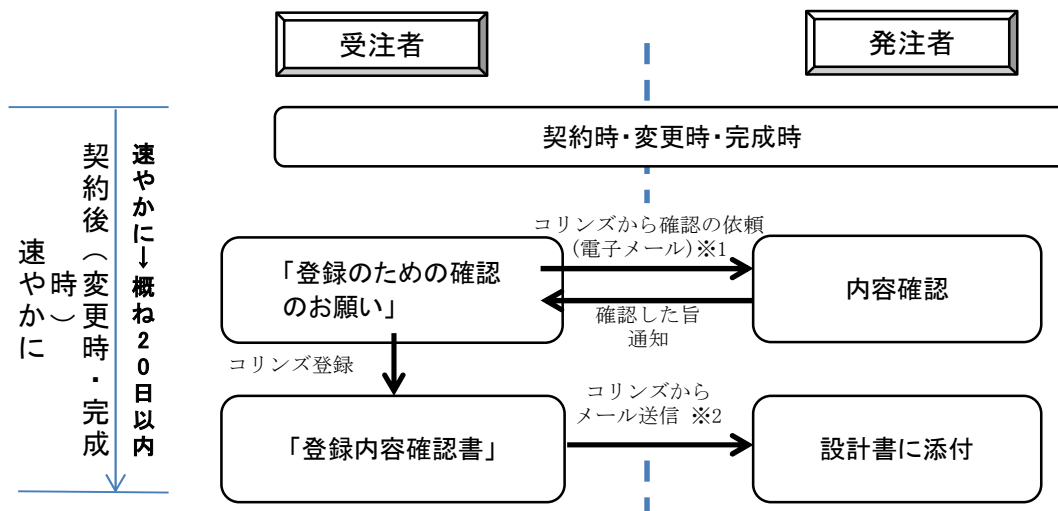 受注者
発注者
契約時・変更時・完成時
契約後（変更時・完成時）
速やかに
速やかに→概ね20日以内
コリンズから確認の依頼
(電子メール)※1
「登録のための確認
のお願い」
内容確認
確認した旨
通知
コリンズ登録
コリンズから
メール送信 ※2
「登録内容確認書」
設計書に添付